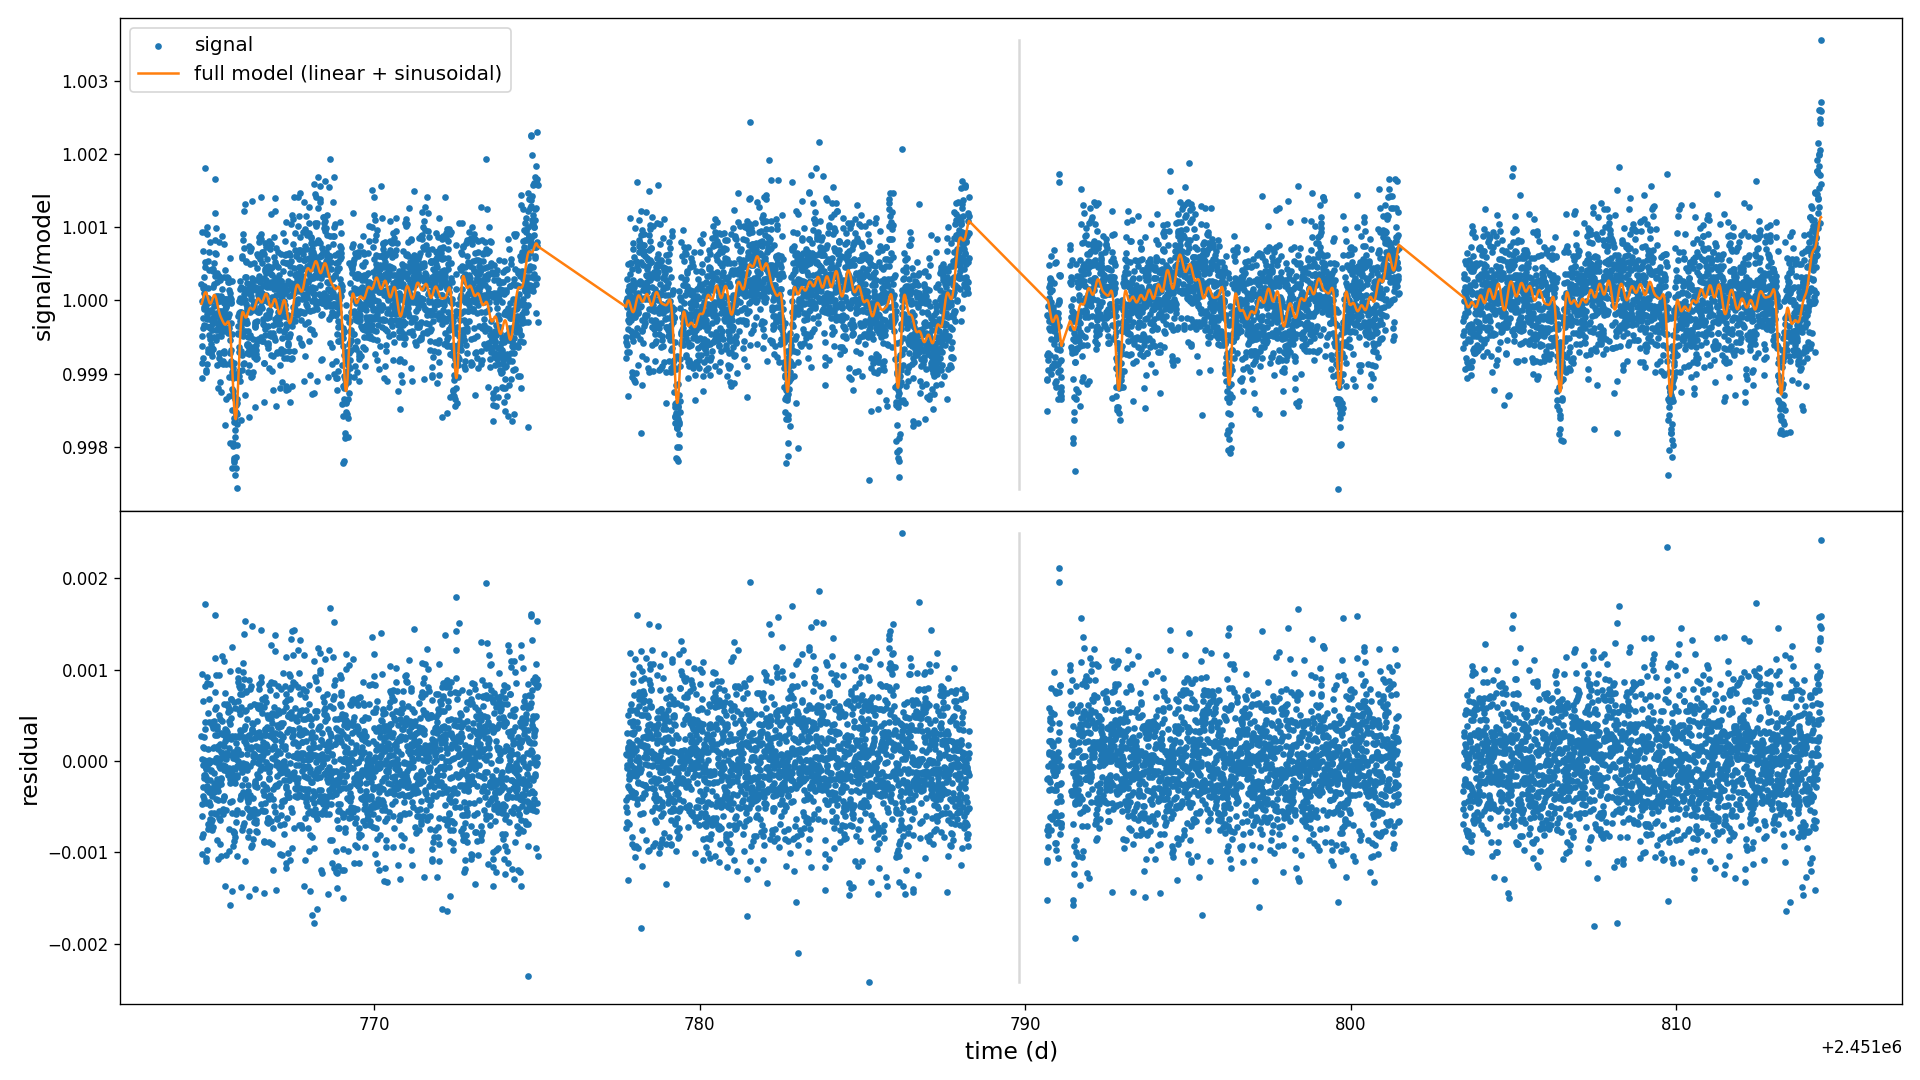 signal
full model (linear + sinusoidal)
signal/model
1.003
1.002
1.001
1.000
0.999
0.998
residual
0.002
0.001
0.000
−0.001
−0.002
770
780
790
800
810
time (d)
+2.451e6